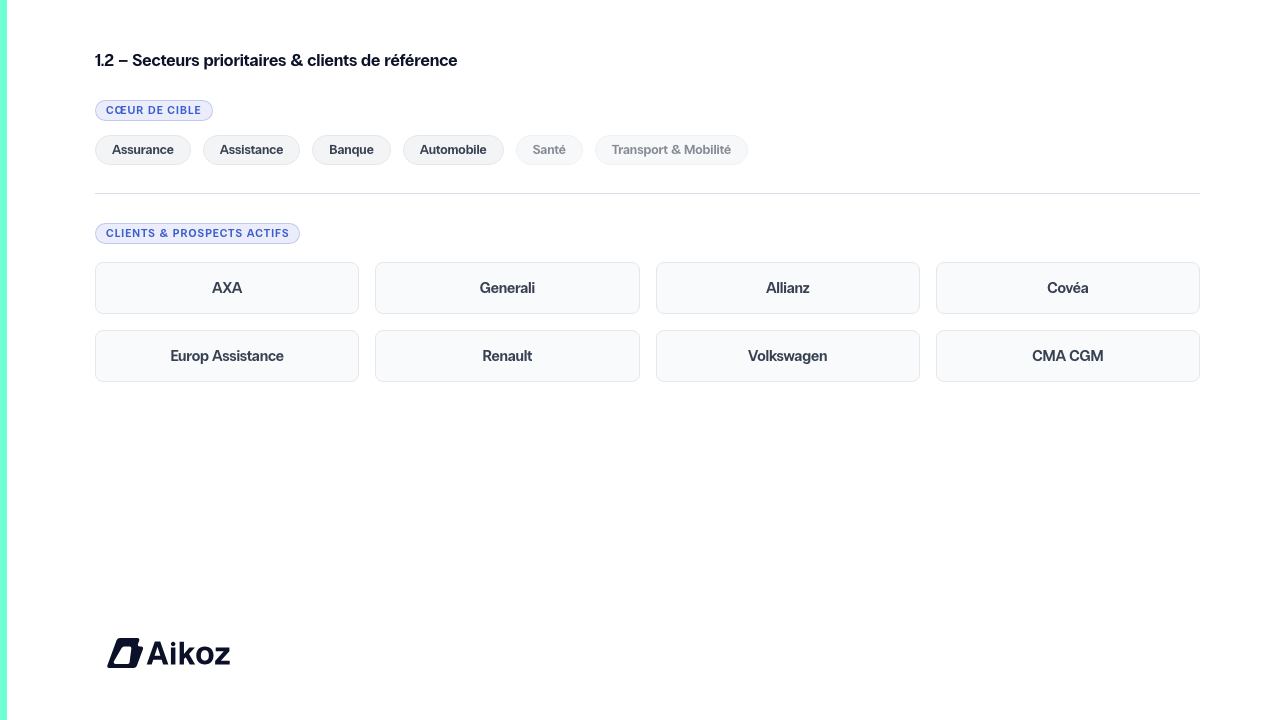 1.2 – Secteurs prioritaires & clients de référence
CŒUR DE CIBLE
Assurance Assistance Banque Automobile Santé Transport & Mobilité
CLIENTS & PROSPECTS ACTIFS
AXA Generali Allianz Covéa
Europ Assistance Renault Volkswagen CMA CGM
Aikoz